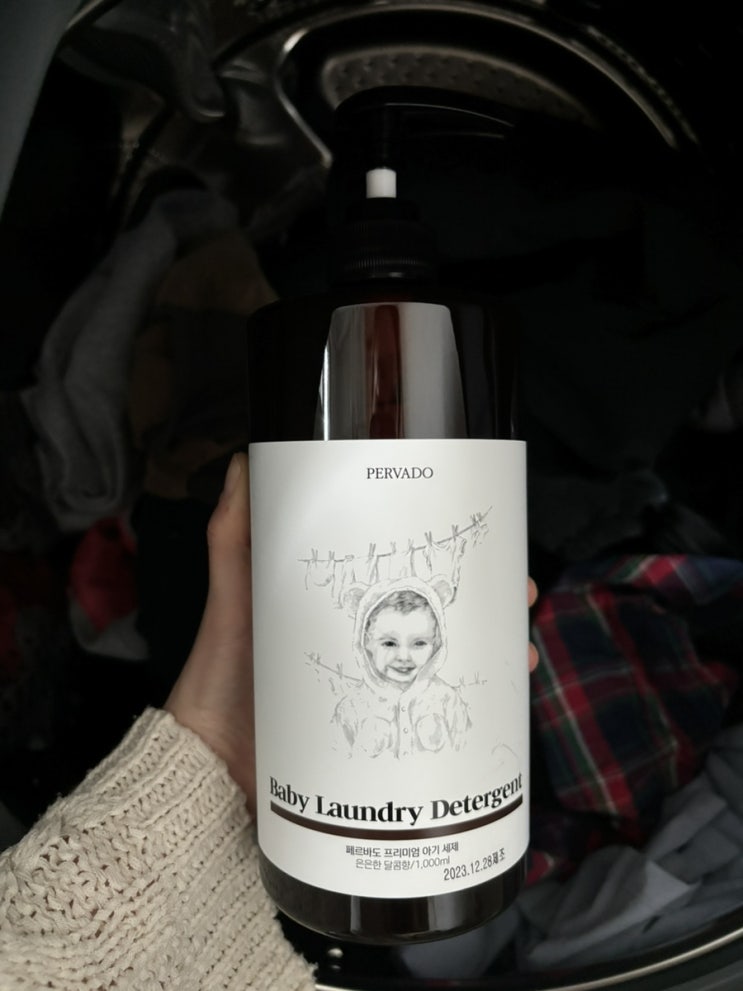 PERVADO
Baby Laundry Detergent
페르바도 프리미엄 아기 세제
은은한 달콤향/1,000ml
2023.12.28제조